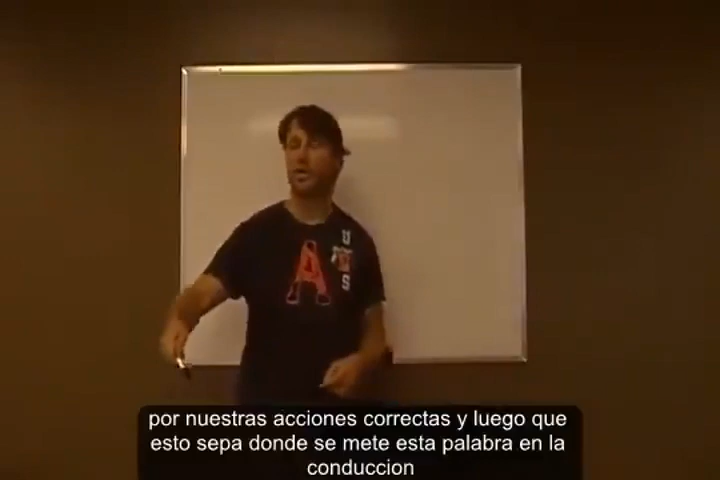 U
A
S
por nuestras acciones correctas y luego que
esto sepa donde se mete esta palabra en la
conduccion